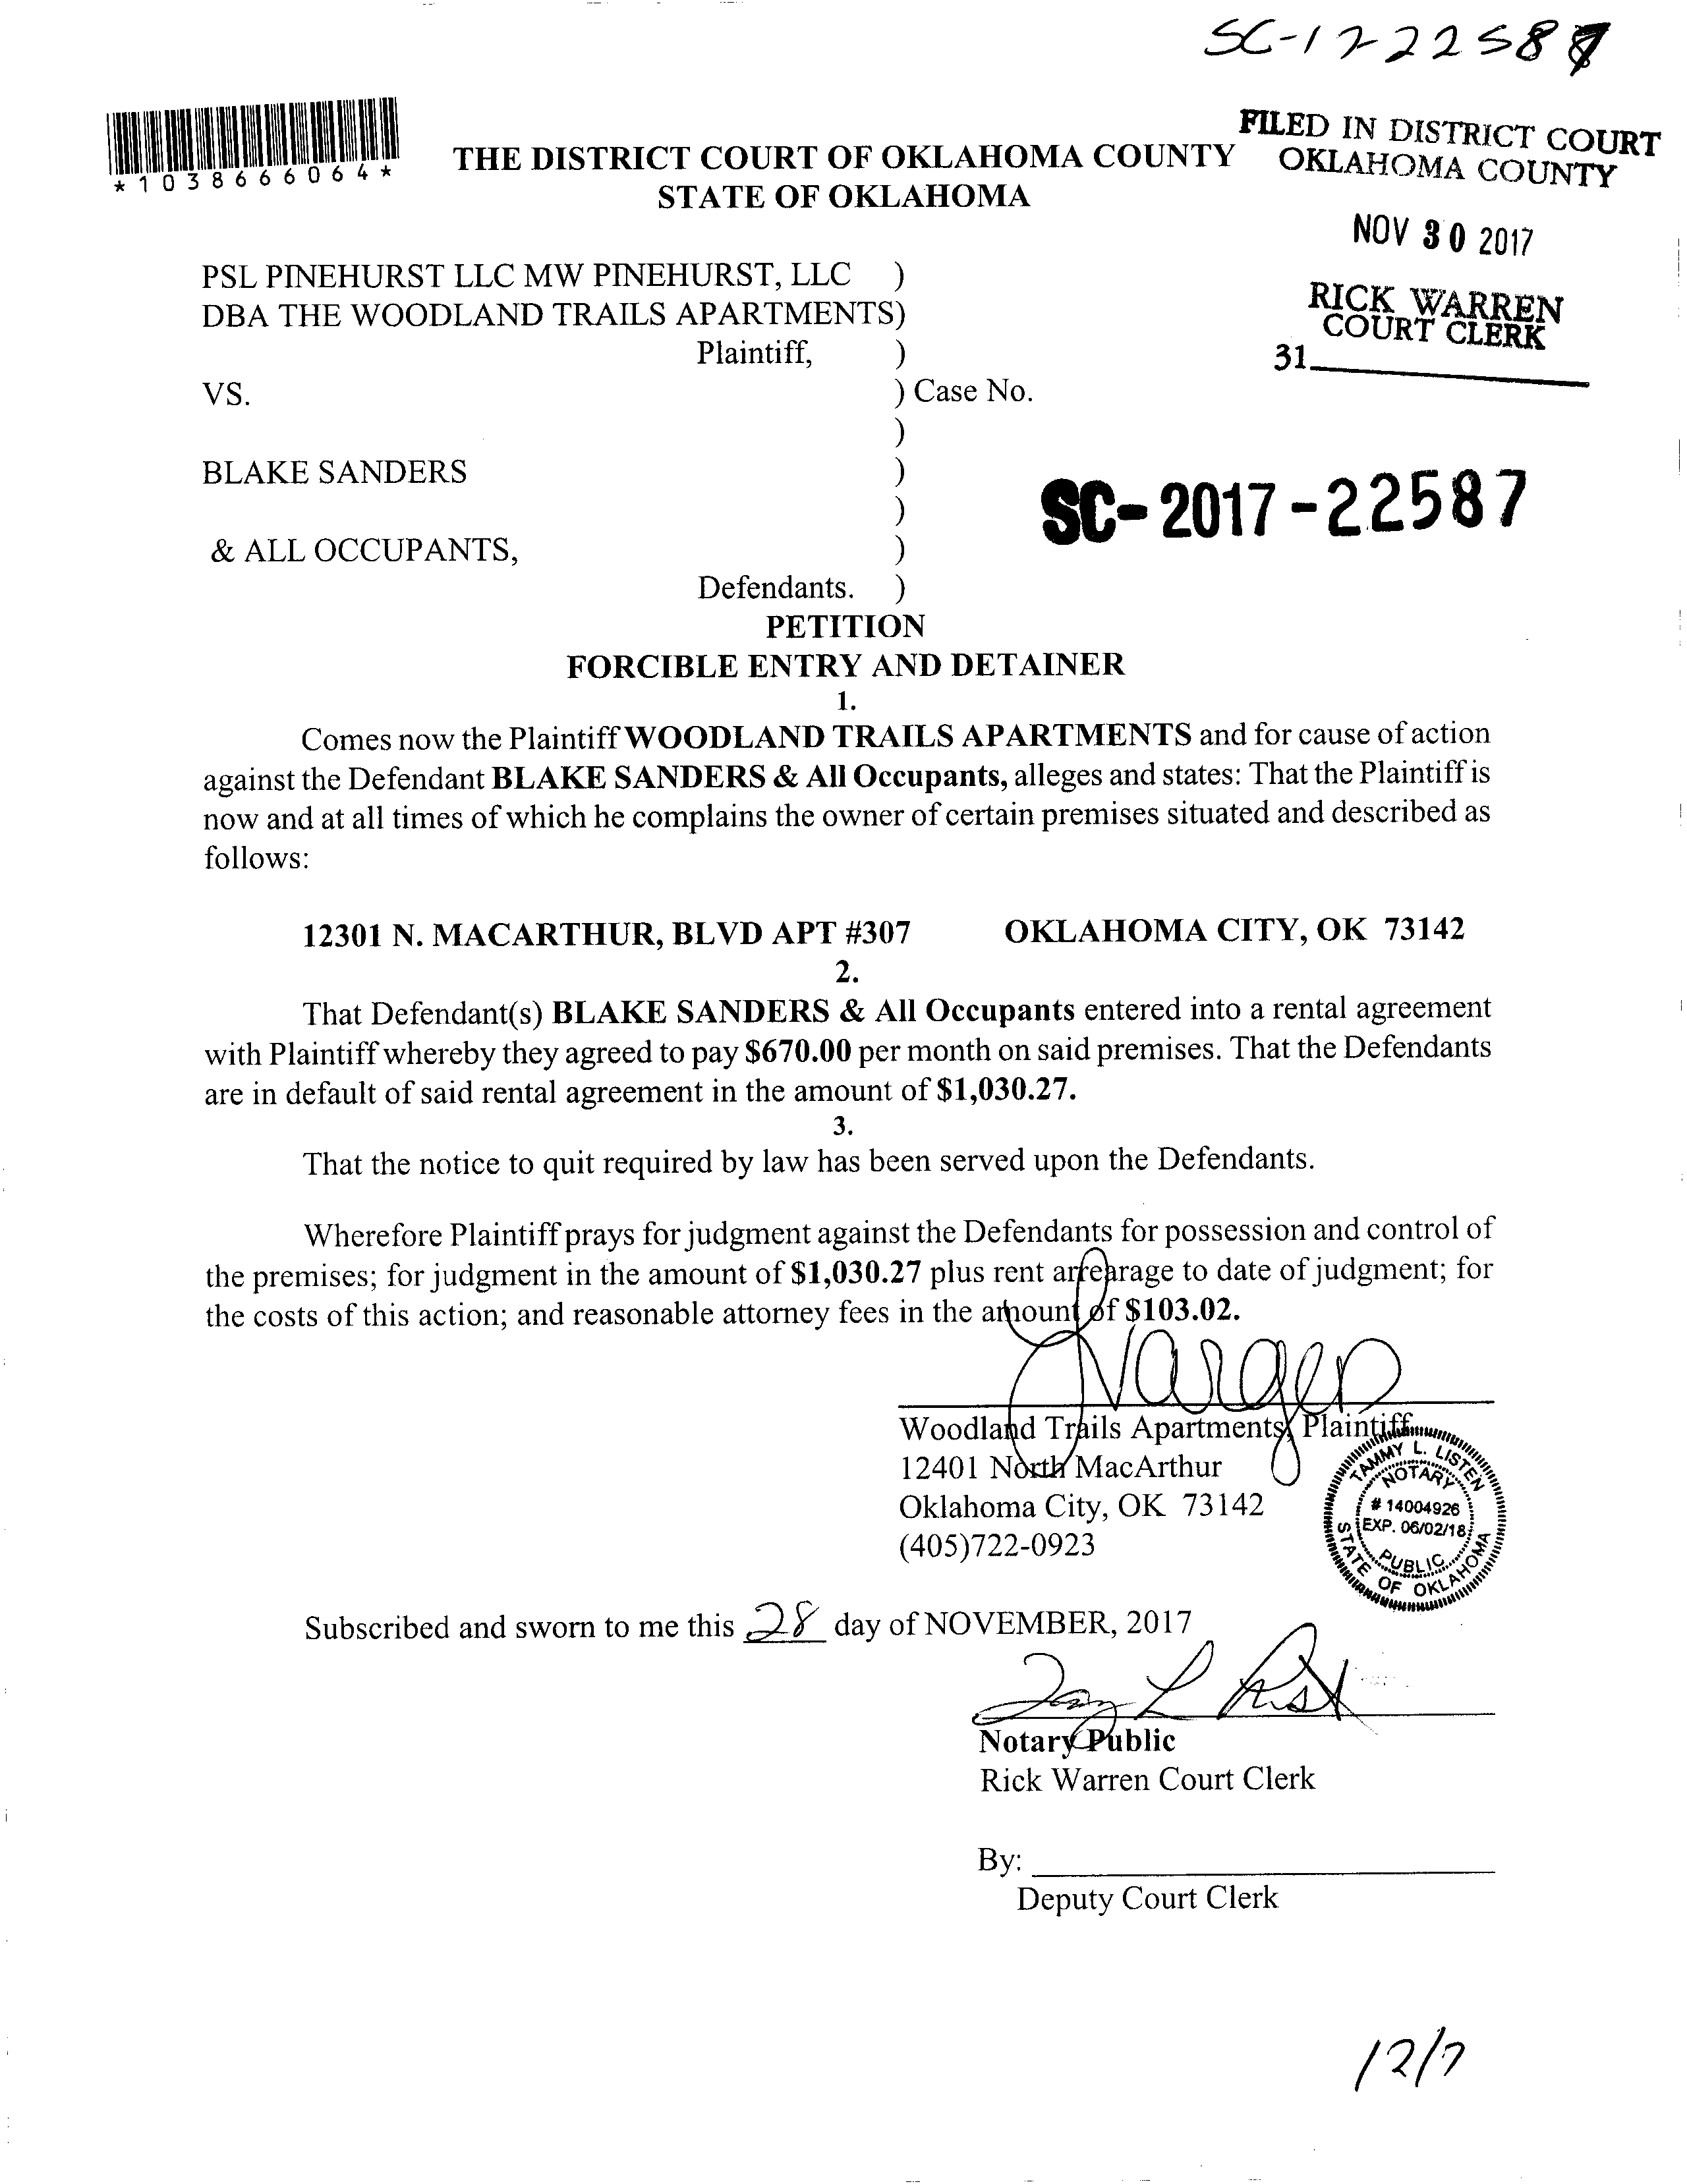 SC-17-22587
*1038666064*
FILED IN DISTRICT COURT
OKLAHOMA COUNTY
THE DISTRICT COURT OF OKLAHOMA COUNTY
STATE OF OKLAHOMA
NOV 30 2017
RICK WARREN
COURT CLERK
31
PSL PINEHURST LLC MW PINEHURST, LLC )
DBA THE WOODLAND TRAILS APARTMENTS)
Plaintiff, )
VS. ) Case No.
)
BLAKE SANDERS )
)
SC-2017-22587
& ALL OCCUPANTS, )
Defendants. )
PETITION
FORCIBLE ENTRY AND DETAINER
1.
Comes now the Plaintiff WOODLAND TRAILS APARTMENTS and for cause of action
against the Defendant BLAKE SANDERS & All Occupants, alleges and states: That the Plaintiff is
now and at all times of which he complains the owner of certain premises situated and described as
follows:
12301 N. MACARTHUR, BLVD APT #307 OKLAHOMA CITY, OK 73142
2.
That Defendant(s) BLAKE SANDERS & All Occupants entered into a rental agreement
with Plaintiff whereby they agreed to pay $670.00 per month on said premises. That the Defendants
are in default of said rental agreement in the amount of $1,030.27.
3.
That the notice to quit required by law has been served upon the Defendants.
Wherefore Plaintiff prays for judgment against the Defendants for possession and control of
the premises; for judgment in the amount of $1,030.27 plus rent arrearage to date of judgment; for
the costs of this action; and reasonable attorney fees in the amount of $103.02.
Woodland Trails Apartments, Plaintiff
12401 North MacArthur
Oklahoma City, OK 73142
(405)722-0923
TAMMY L. LISTEN
NOTARY
# 14004926
EXP. 06/02/18
PUBLIC
STATE OF OKLAHOMA
Subscribed and sworn to me this 28 day of NOVEMBER, 2017
Notary Public
Rick Warren Court Clerk
By:
Deputy Court Clerk
12/7